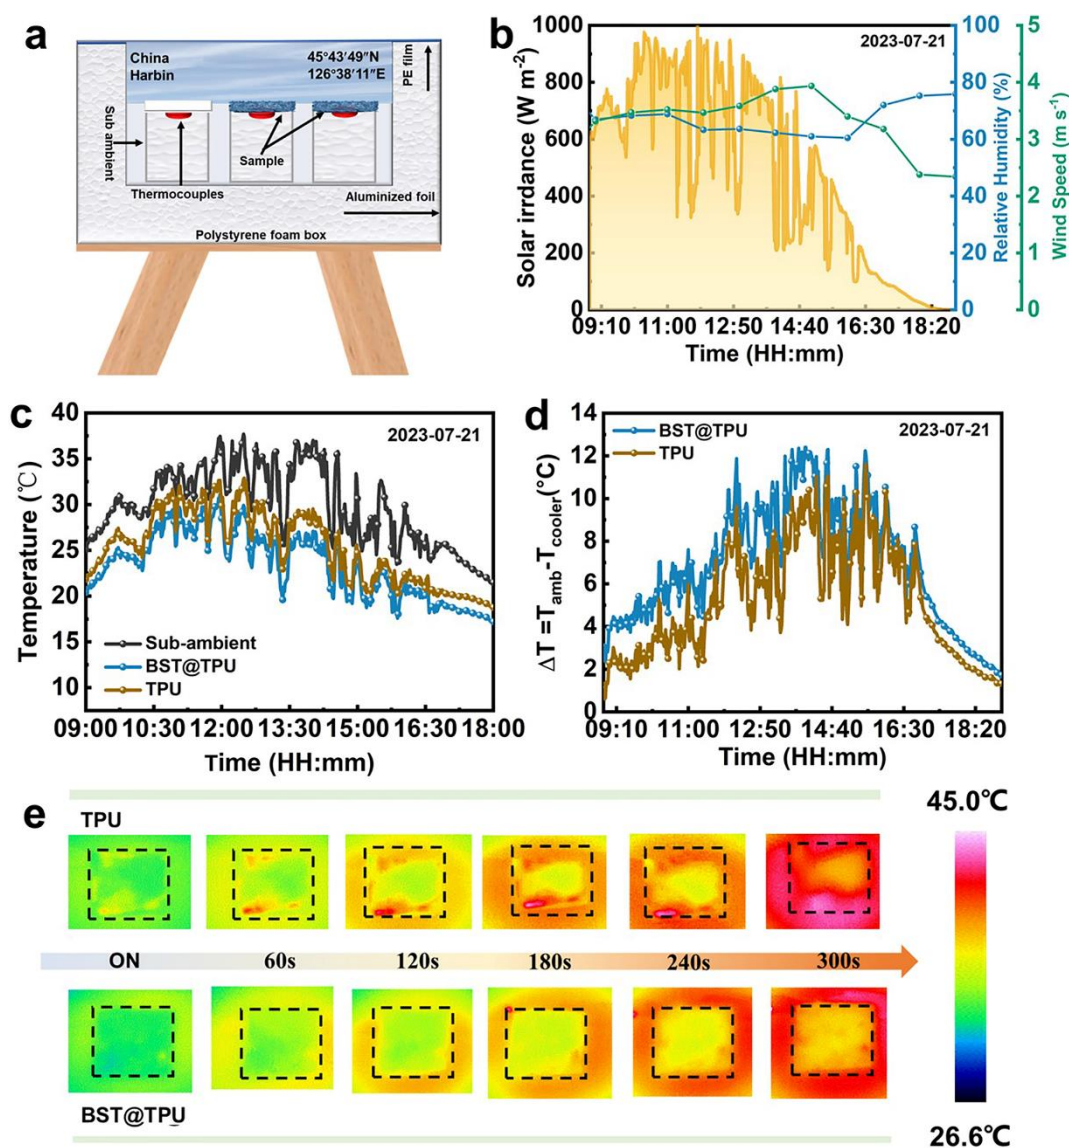 a
China
Harbin
45°43′49″N
126°38′11″E
PE film
Sub ambient
Sample
Thermocouples
Aluminized foil
Polystyrene foam box
b
2023-07-21
Solar irrdance (W m⁻²)
1000
800
600
400
200
0
100
80
60
40
20
0
Relative Humidity (%)
5
4
3
2
1
0
Wind Speed (m s⁻¹)
09:10 11:00 12:50 14:40 16:30 18:20
Time (HH:mm)
c
2023-07-21
Temperature (℃)
40
35
30
25
20
15
10
Sub-ambient
BST@TPU
TPU
09:00 10:30 12:00 13:30 15:00 16:30 18:00
Time (HH:mm)
d
BST@TPU
TPU
2023-07-21
ΔT =Tamb-Tcooler(°C)
14
12
10
8
6
4
2
0
09:10 11:00 12:50 14:40 16:30 18:20
Time (HH:mm)
e
TPU
ON 60s 120s 180s 240s 300s
BST@TPU
45.0℃
26.6℃